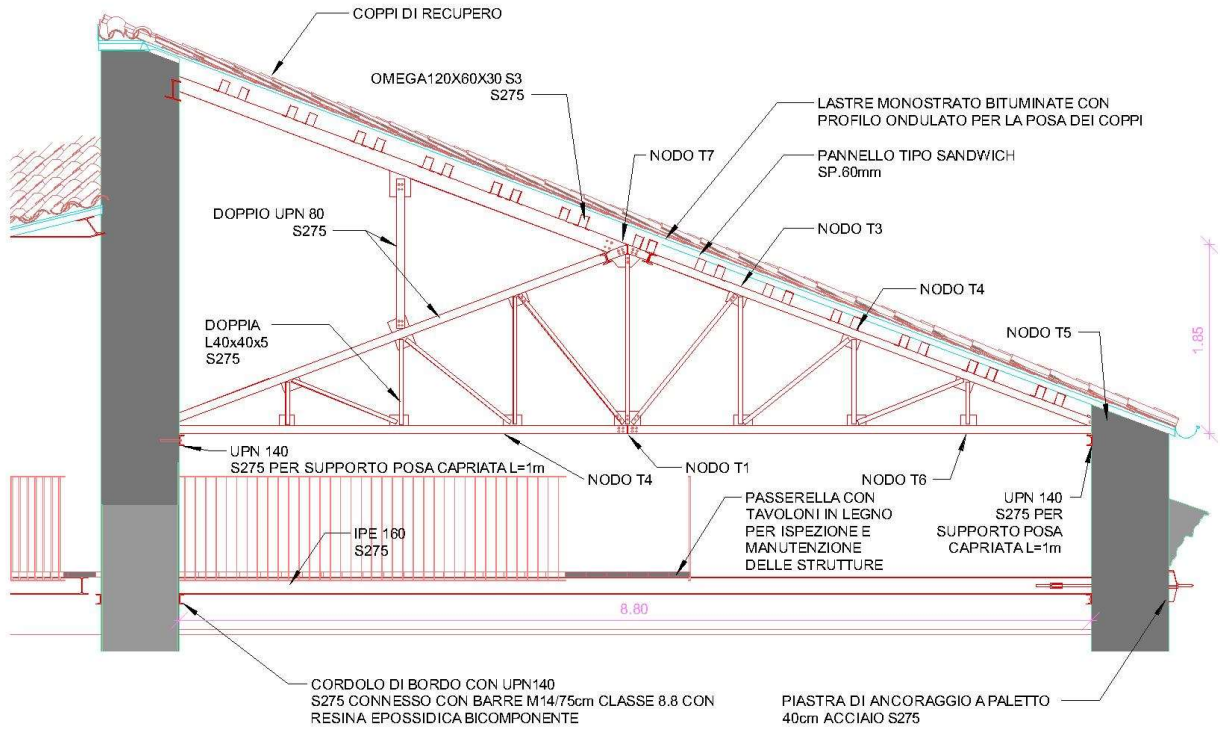 COPPI DI RECUPERO
OMEGA120X60X30 S3
S275
LASTRE MONOSTRATO BITUMINATE CON
PROFILO ONDULATO PER LA POSA DEI COPPI
NODO T7
PANNELLO TIPO SANDWICH
SP.60mm
DOPPIO UPN 80
S275
NODO T3
NODO T4
DOPPIA
L40x40x5
S275
NODO T5
1.85
UPN 140
S275 PER SUPPORTO POSA CAPRIATA L=1m
NODO T4
NODO T1
NODO T6
UPN 140
S275 PER
SUPPORTO POSA
CAPRIATA L=1m
PASSERELLA CON
TAVOLONI IN LEGNO
PER ISPEZIONE E
MANUTENZIONE
DELLE STRUTTURE
IPE 160
S275
8.80
CORDOLO DI BORDO CON UPN140
S275 CONNESSO CON BARRE M14/75cm CLASSE 8.8 CON
RESINA EPOSSIDICA BICOMPONENTE
PIASTRA DI ANCORAGGIO A PALETTO
40cm ACCIAIO S275